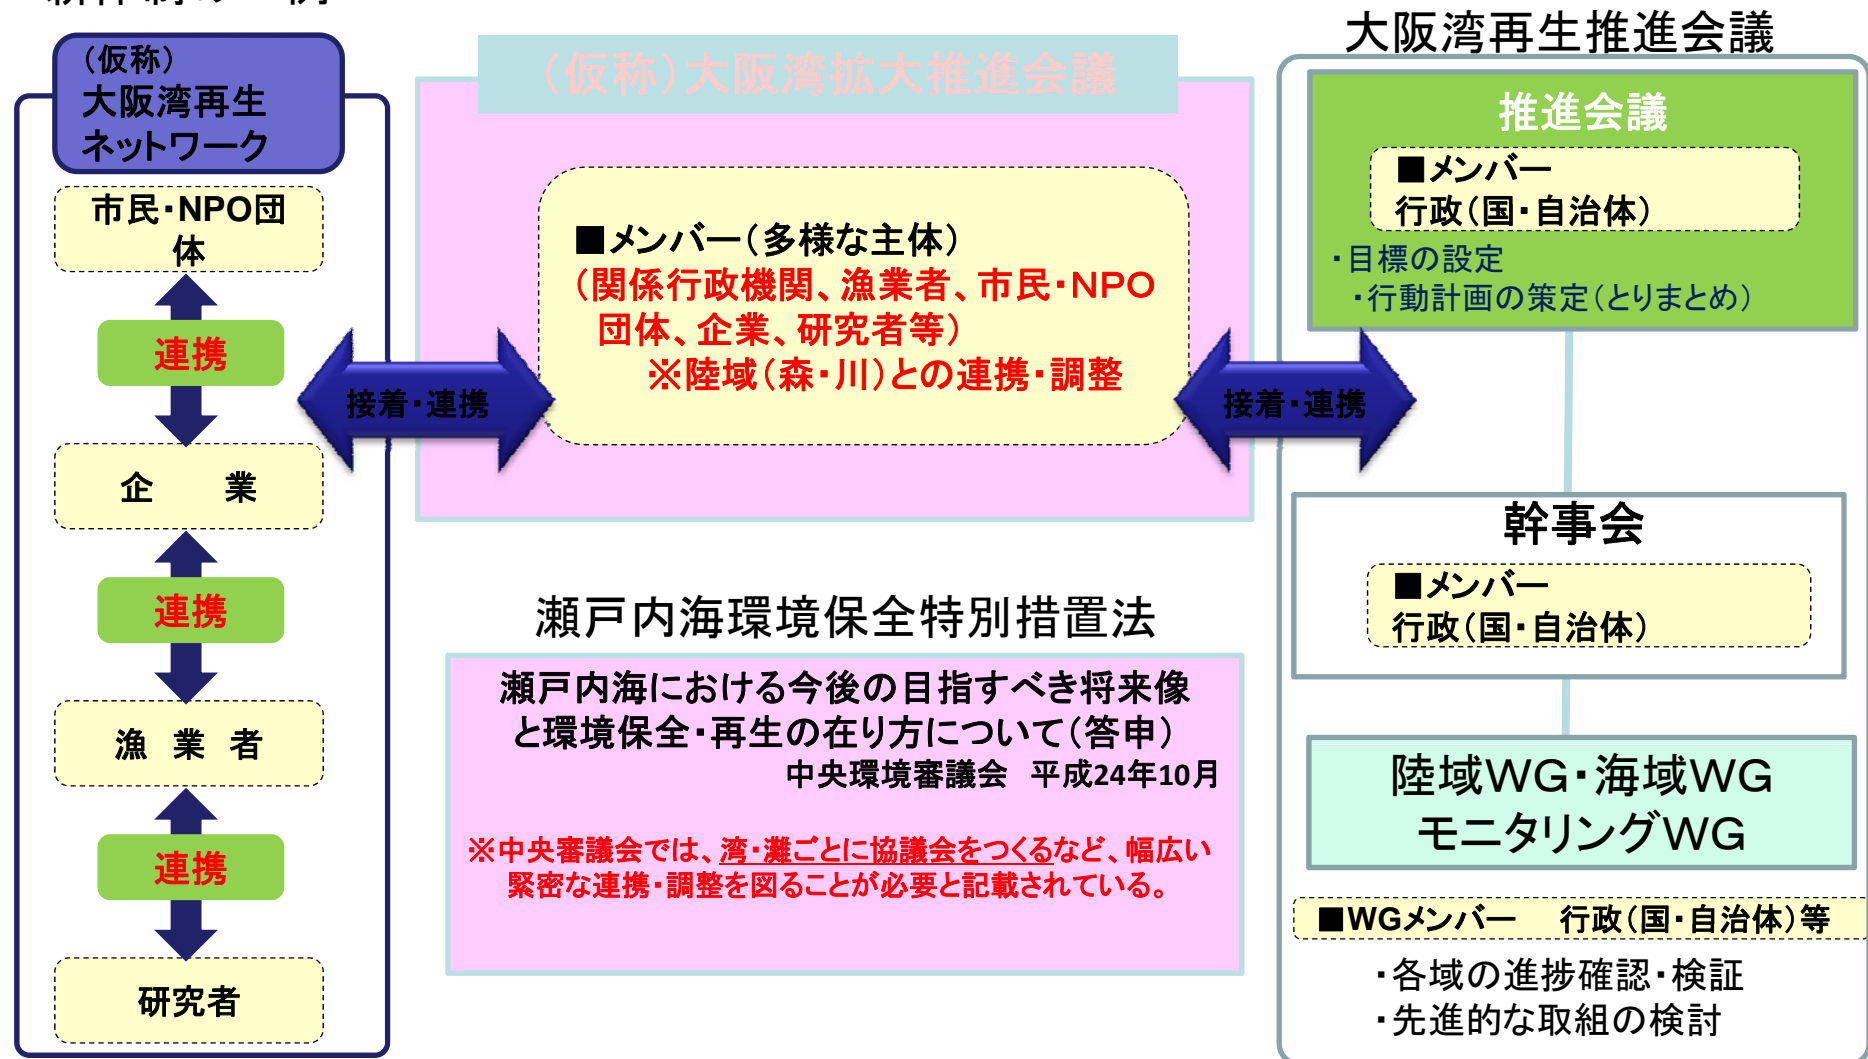 (仮称)
大阪湾再生
ネットワーク
市民・NPO団
体
連携
企　業
連携
漁 業 者
連携
研究者
接着・連携
(仮称)大阪湾拡大推進会議
■メンバー(多様な主体)
(関係行政機関、漁業者、市民・NPO
団体、企業、研究者等)
※陸域(森・川)との連携・調整
接着・連携
瀬戸内海環境保全特別措置法
瀬戸内海における今後の目指すべき将来像
と環境保全・再生の在り方について(答申)
中央環境審議会　平成24年10月
※中央審議会では、湾・灘ごとに協議会をつくるなど、幅広い
緊密な連携・調整を図ることが必要と記載されている。
大阪湾再生推進会議
推進会議
■メンバー
行政(国・自治体)
・目標の設定
・行動計画の策定(とりまとめ)
幹事会
■メンバー
行政(国・自治体)
陸域WG・海域WG
モニタリングWG
■WGメンバー　行政(国・自治体)等
・各域の進捗確認・検証
・先進的な取組の検討